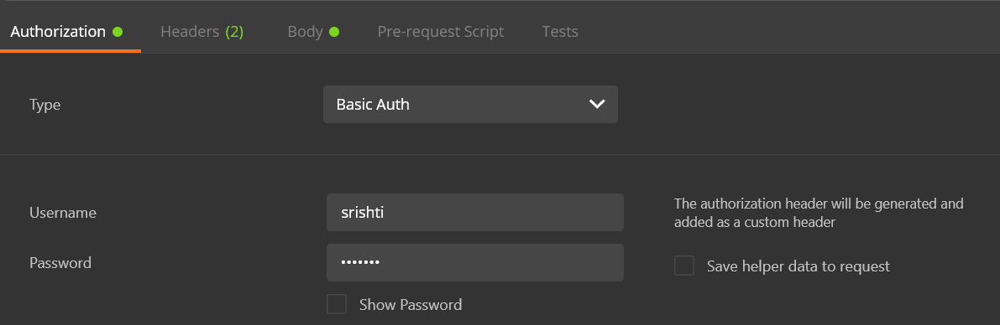 Authorization Headers (2) Body Pre-request Script Tests
Type Basic Auth
Username srishti The authorization header will be generated and
added as a custom header
Password •••••••
Save helper data to request
Show Password